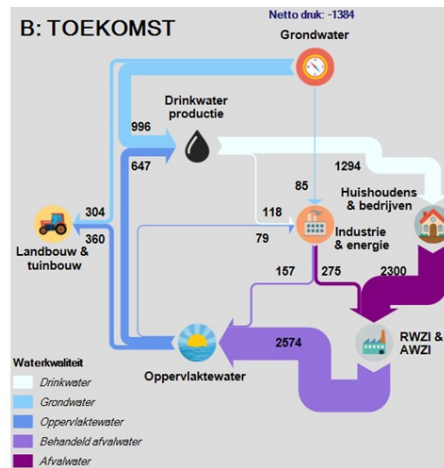 B: TOEKOMST
Netto druk: -1384
Grondwater
Drinkwater
productie
996
647
1294
85
Huishoudens
& bedrijven
304
360
118
79
Industrie
& energie
Landbouw &
tuinbouw
157
275
2300
2574
RWZI &
AWZI
Oppervlaktewater
Waterkwaliteit
Drinkwater
Grondwater
Oppervlaktewater
Behandeld afvalwater
Afvalwater